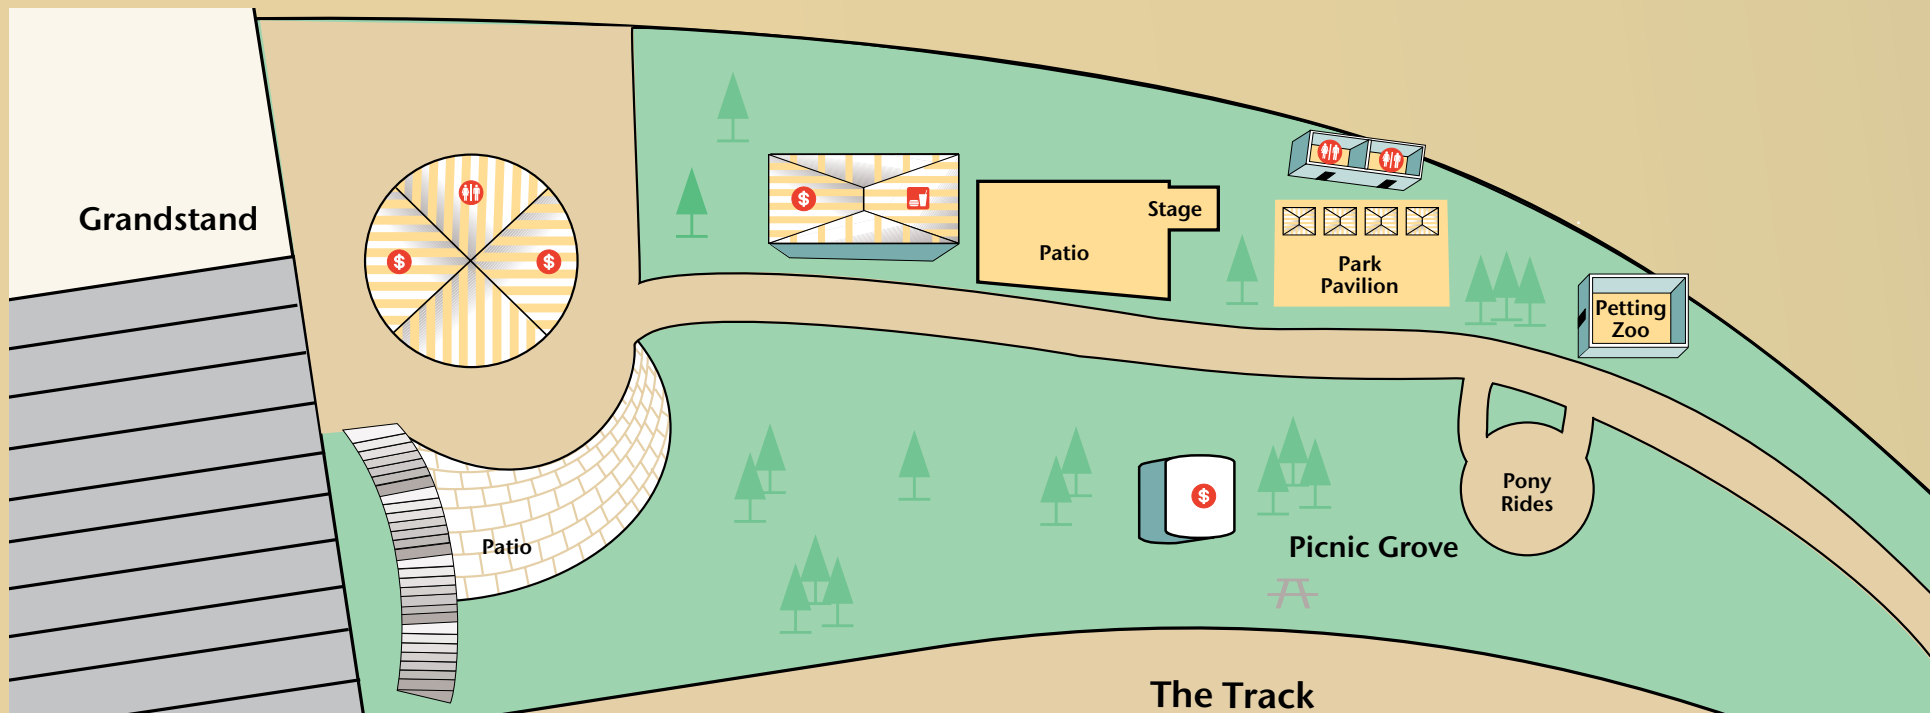 Grandstand
$
$
$
Patio
Stage
Park
Pavilion
Petting
Zoo
Patio
$
Picnic Grove
Pony
Rides
The Track